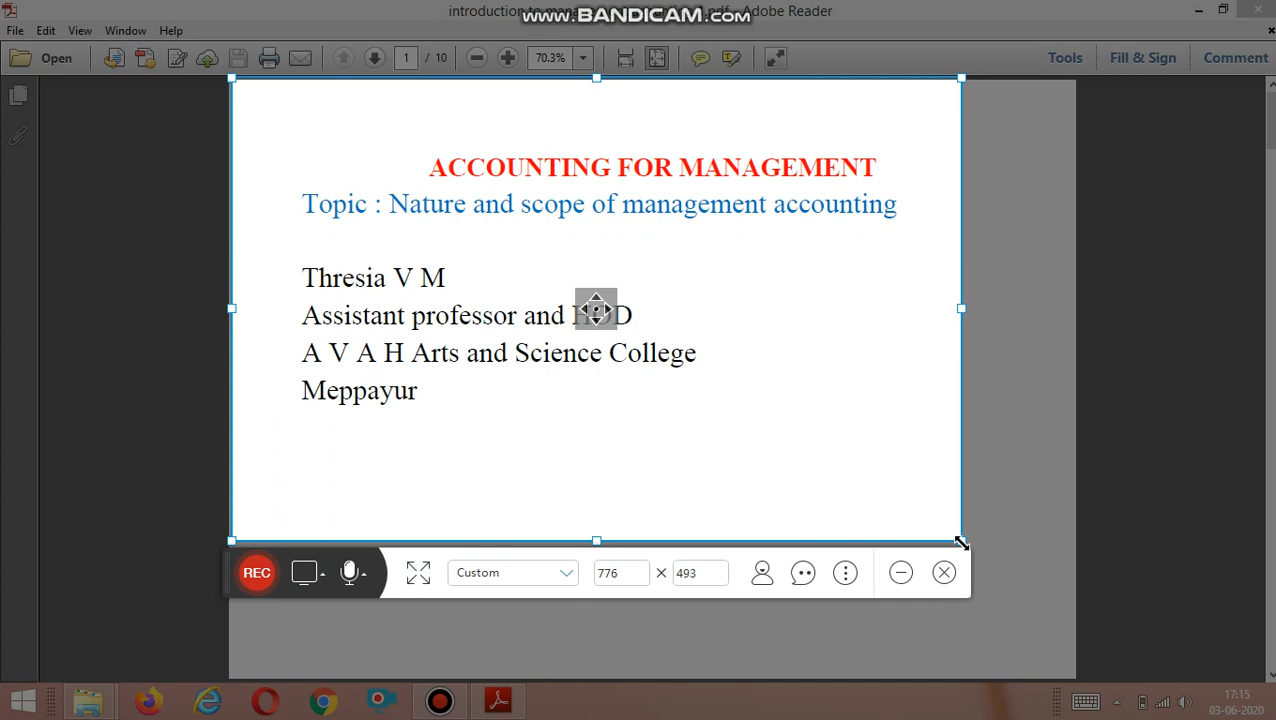 introduction to mana .pdf - Adobe Reader
www.BANDICAM.com
File Edit View Window Help
Open 1 / 10 70.3% Tools Fill & Sign Comment
ACCOUNTING FOR MANAGEMENT
Topic : Nature and scope of management accounting
Thresia V M
Assistant professor and HOD
A V A H Arts and Science College
Meppayur
REC Custom 776 X 493
17:15
03-06-2020